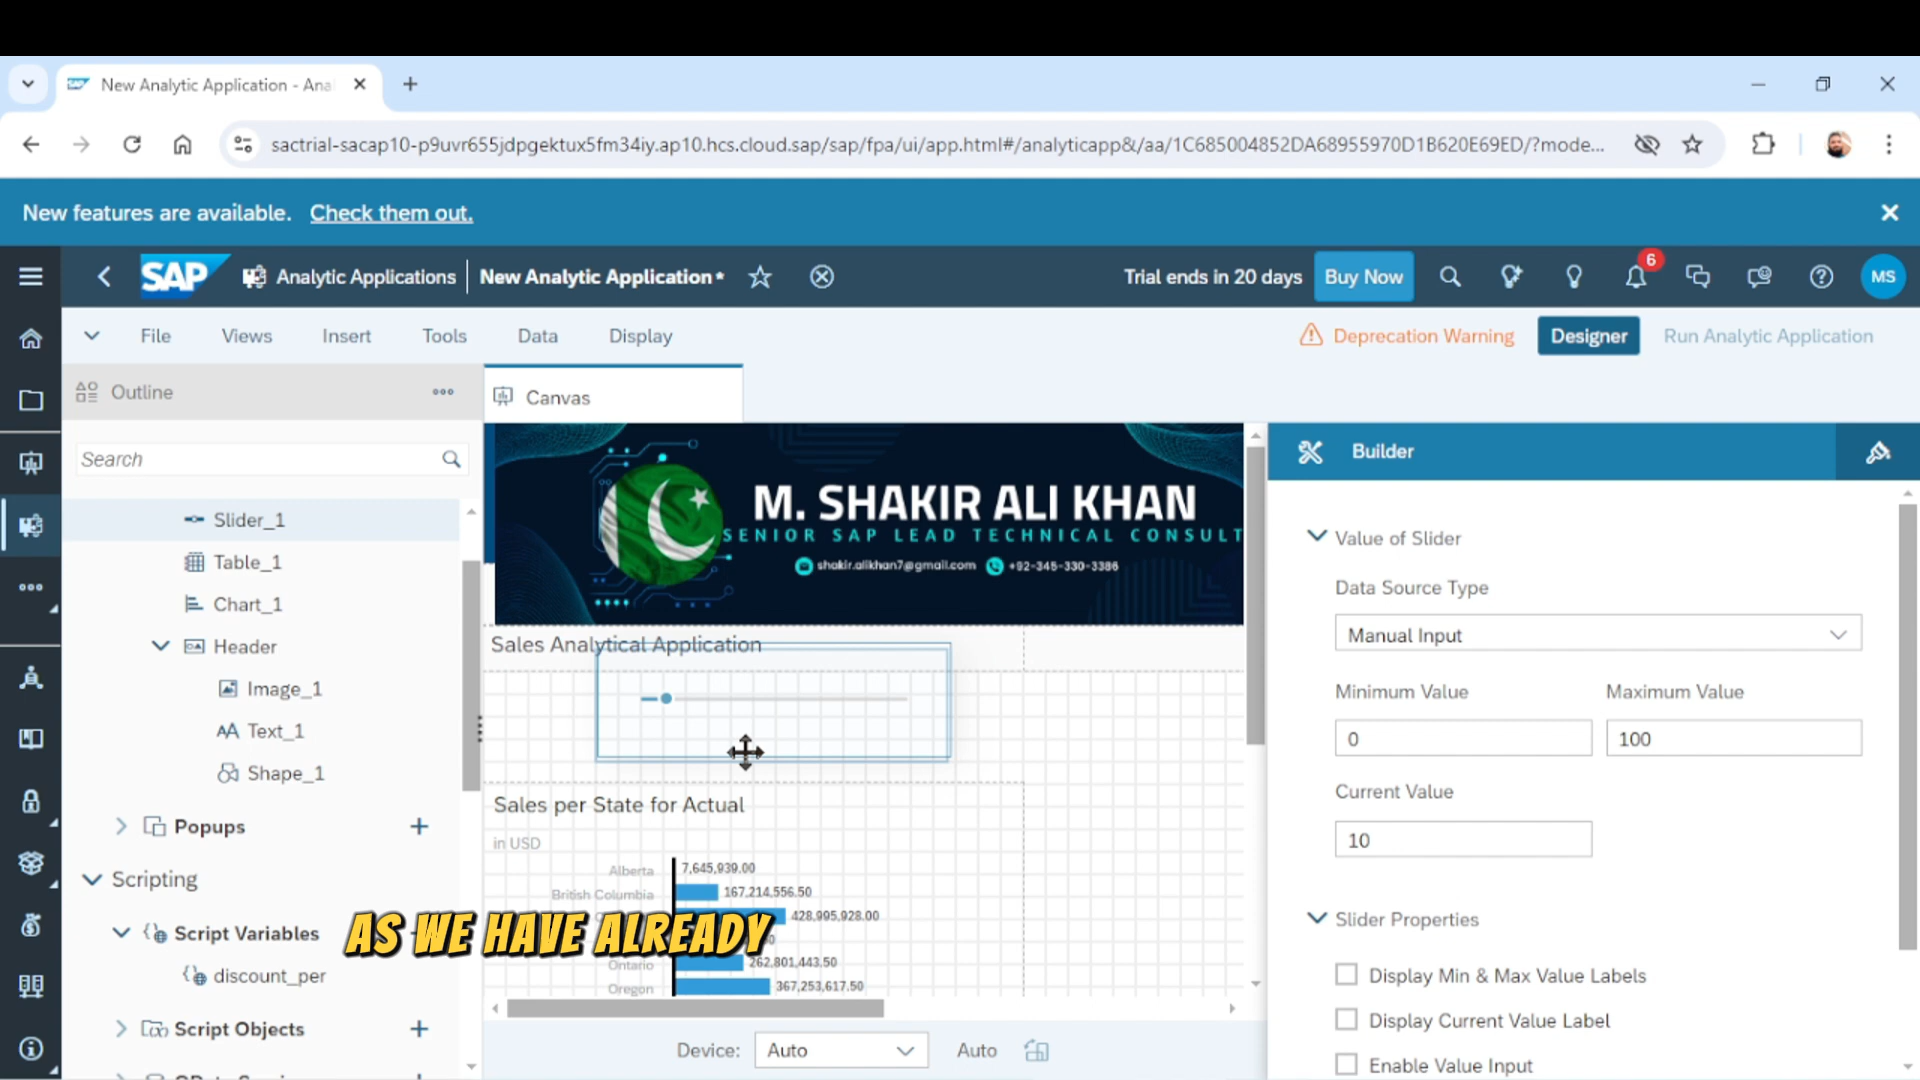 New Analytic Application - Ana
sactrial-sacap10-p9uvr655jdpgektux5fm34iy.ap10.hcs.cloud.sap/sap/fpa/ui/app.html#/analyticapp&/aa/1C685004852DA68955970D1B620E69ED/?mode...
New features are available. Check them out.
SAP Analytic Applications New Analytic Application * Trial ends in 20 days Buy Now 6 MS
File Views Insert Tools Data Display Deprecation Warning Designer Run Analytic Application
Outline
Canvas
Search
Slider_1
Table_1
Chart_1
Header
Image_1
Text_1
Shape_1
Popups
Scripting
Script Variables
discount_per
Script Objects
M. SHAKIR ALI KHAN
SENIOR SAP LEAD TECHNICAL CONSULT
shakir.alikhan7@gmail.com +92-345-330-3386
Sales Analytical Application
Sales per State for Actual
in USD
Alberta 7,645,939.00
British Columbia 167,214,556.50
428,995,928.00
Ontario 262,801,443.50
Oregon 367,253,617.50
AS WE HAVE ALREADY
Device: Auto Auto
Builder
Value of Slider
Data Source Type
Manual Input
Minimum Value Maximum Value
0 100
Current Value
10
Slider Properties
Display Min & Max Value Labels
Display Current Value Label
Enable Value Input